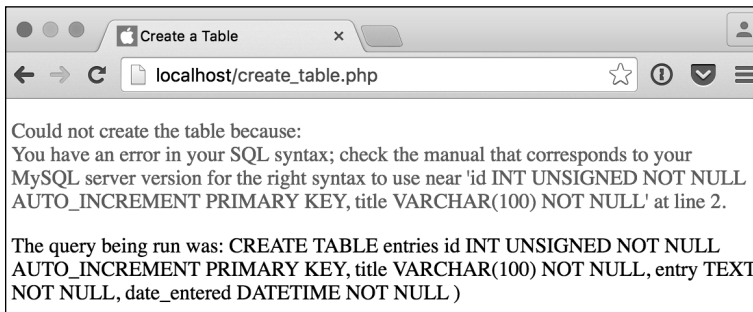 Create a Table
localhost/create_table.php
Could not create the table because:
You have an error in your SQL syntax; check the manual that corresponds to your
MySQL server version for the right syntax to use near 'id INT UNSIGNED NOT NULL
AUTO_INCREMENT PRIMARY KEY, title VARCHAR(100) NOT NULL' at line 2.
The query being run was: CREATE TABLE entries id INT UNSIGNED NOT NULL
AUTO_INCREMENT PRIMARY KEY, title VARCHAR(100) NOT NULL, entry TEXT
NOT NULL, date_entered DATETIME NOT NULL )